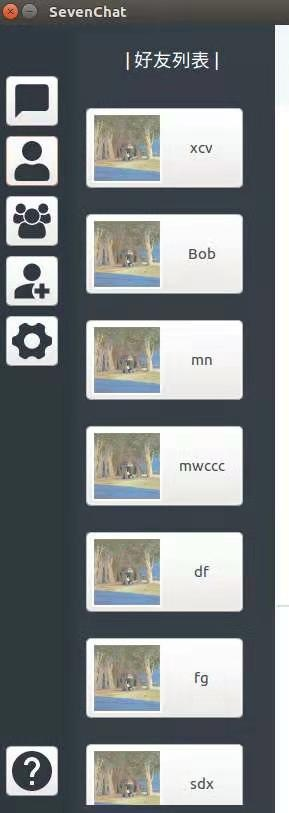 SevenChat
| 好友列表 |
xcv
Bob
mn
mwccc
df
fg
sdx